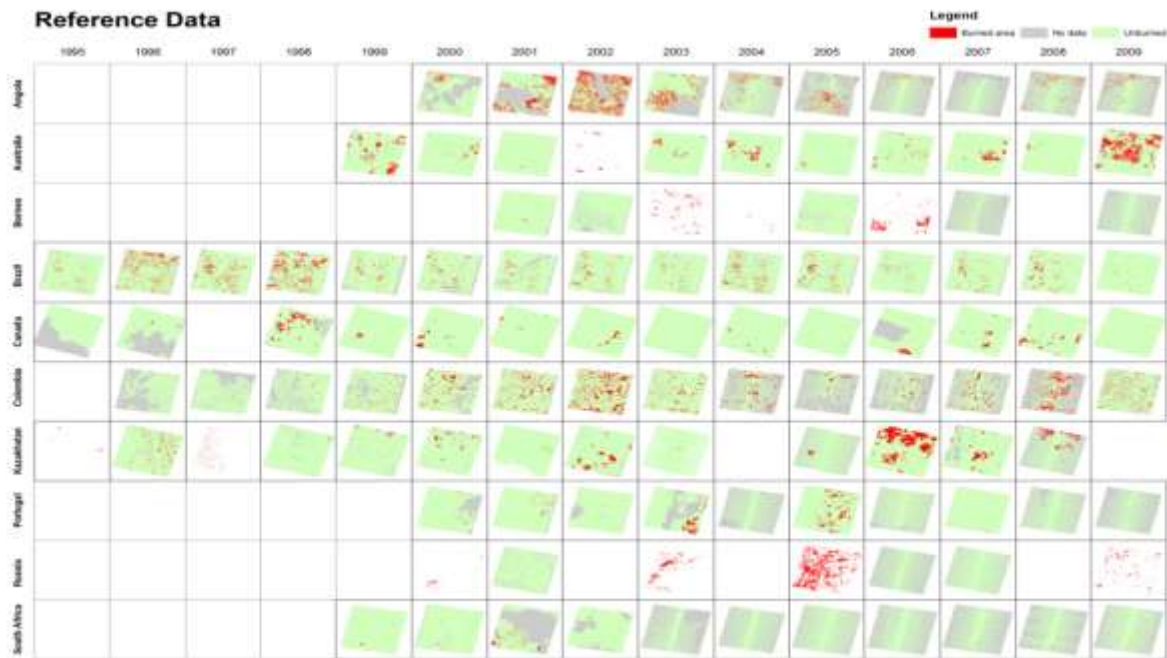 Reference Data
Legend
Burned area No data Unburned
1995 1996 1997 1998 1999 2000 2001 2002 2003 2004 2005 2006 2007 2008 2009
Angola
Australia
Borneo
Brazil
Canada
Colombia
Kazakhstan
Portugal
Russia
South Africa